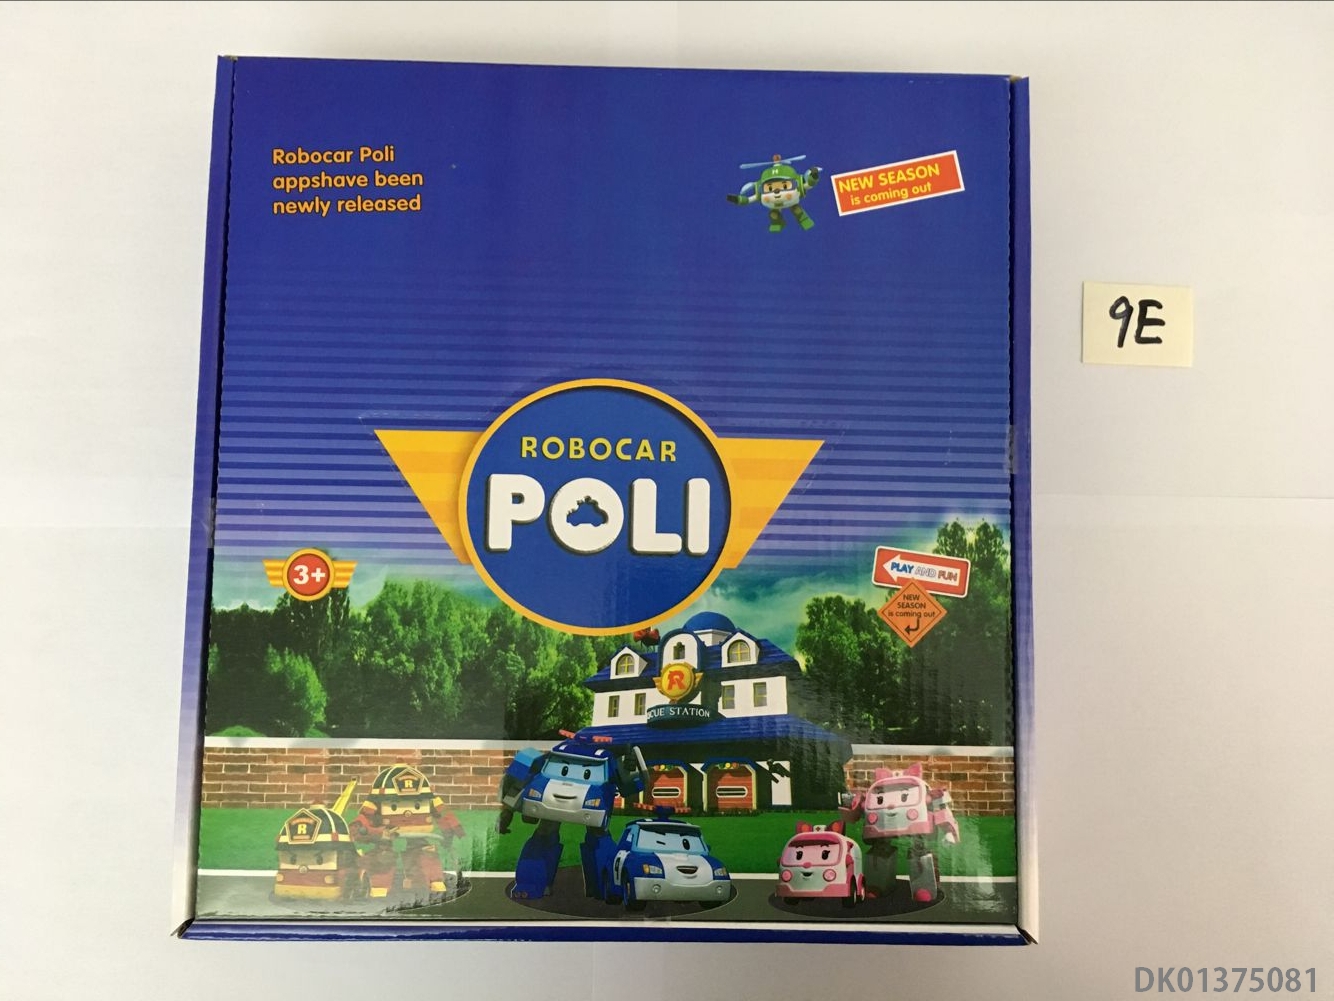 Robocar Poli
appshave been
newly released
NEW SEASON
is coming out
H
9E
ROBOCAR
POLI
3+
PLAY AND FUN
NEW
SEASON
is coming out
R
CUE STATION
R
R
DK01375081